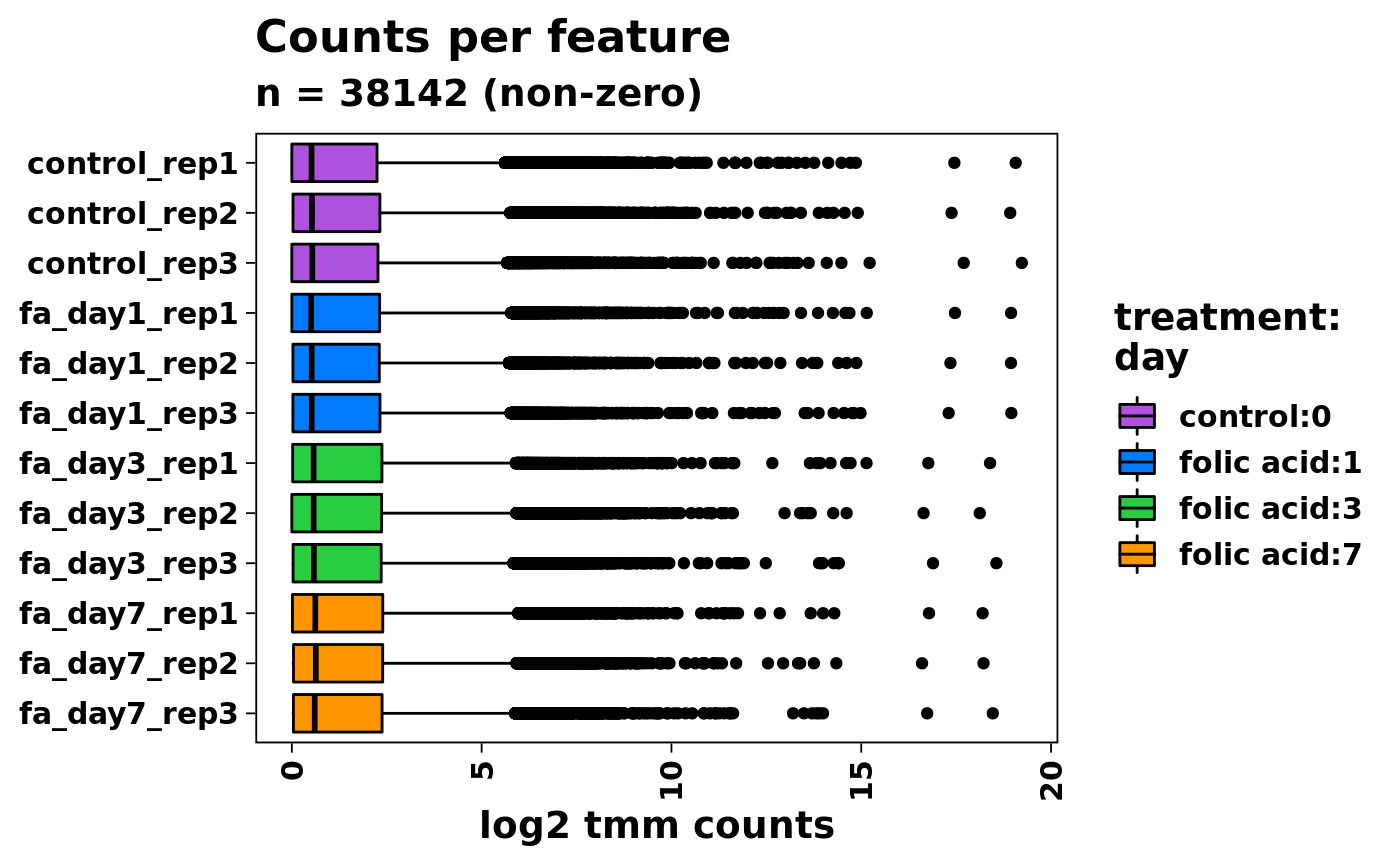 Counts per feature
n = 38142 (non-zero)
control_rep1
control_rep2
control_rep3
fa_day1_rep1
fa_day1_rep2
fa_day1_rep3
fa_day3_rep1
fa_day3_rep2
fa_day3_rep3
fa_day7_rep1
fa_day7_rep2
fa_day7_rep3
0
5
10
15
20
log2 tmm counts
treatment:
day
control:0
folic acid:1
folic acid:3
folic acid:7